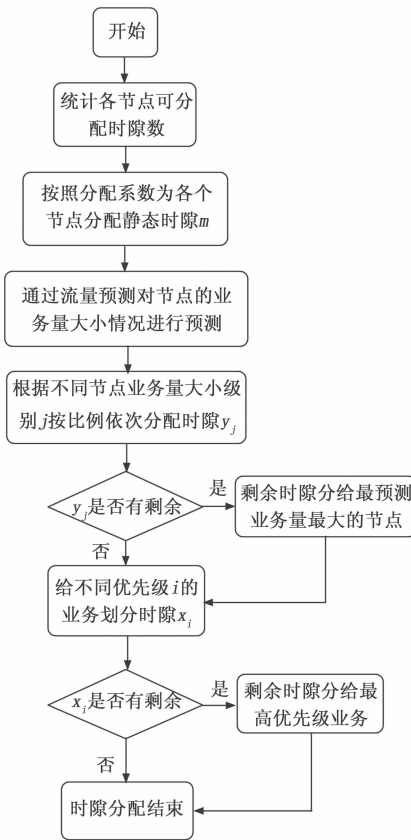 开始
统计各节点可分
配时隙数
按照分配系数为各个
节点分配静态时隙m
通过流量预测对节点的业
务量大小情况进行预测
根据不同节点业务量大小级
别j按比例依次分配时隙y_j
y_j是否有剩余
是
剩余时隙分给最预测
业务量最大的节点
否
给不同优先级i的
业务划分时隙x_i
x_i是否有剩余
是
剩余时隙分给最
高优先级业务
否
时隙分配结束